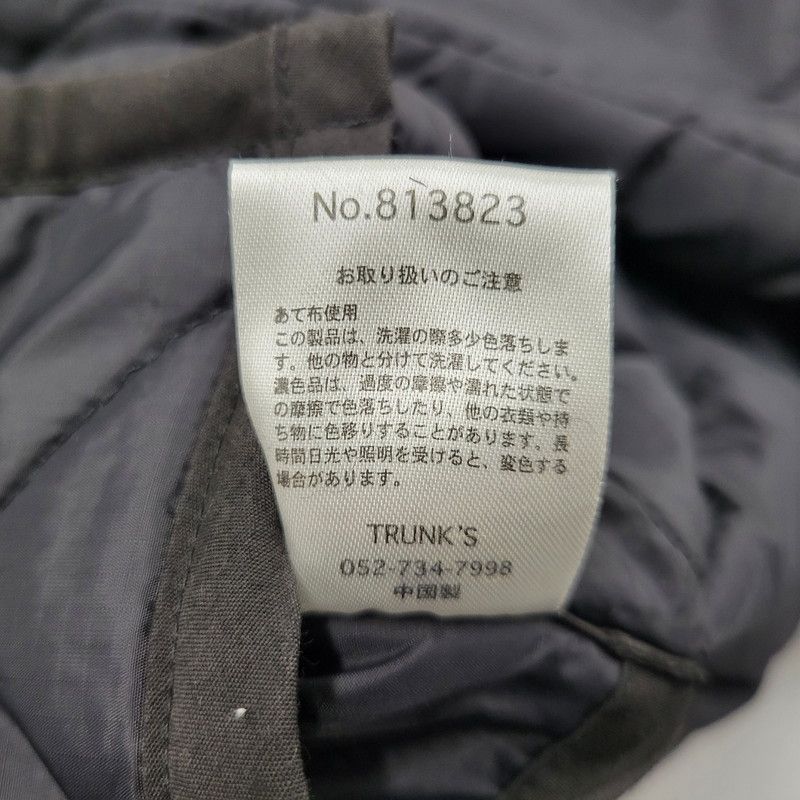 No.813823
お取り扱いのご注意
あて布使用
この製品は、洗濯の際多少色落ちしま
す。他の物と分けて洗濯してください。
濃色品は、過度の摩擦や濡れた状態で
の摩擦で色落ちしたり、他の衣類や持
ち物に色移りすることがあります。長
時間日光や照明を受けると、変色する
場合があります。
TRUNK'S
052-734-7998
中国製